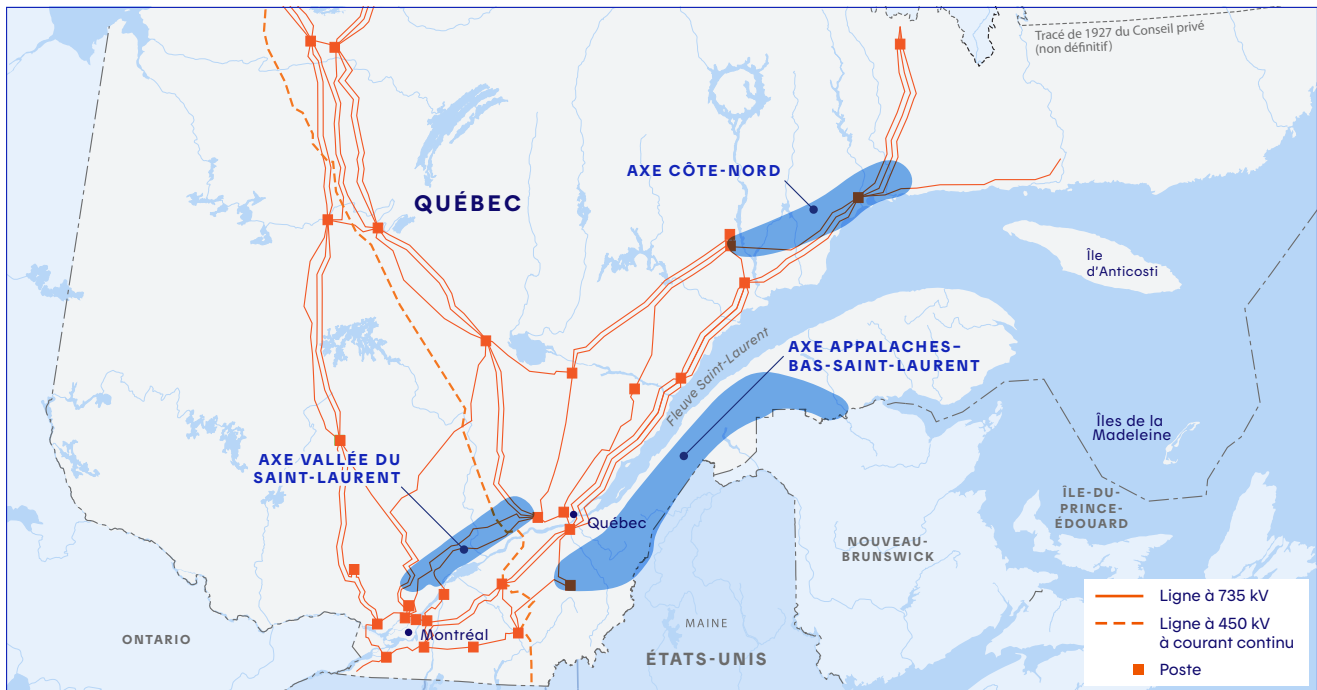 Tracé de 1927 du Conseil privé
(non définitif)
AXE CÔTE-NORD
QUÉBEC
Île
d'Anticosti
Fleuve Saint-Laurent
AXE APPALACHES–
BAS-SAINT-LAURENT
Îles de la
Madeleine
AXE VALLÉE DU
SAINT-LAURENT
ÎLE-DU-
PRINCE-
ÉDOUARD
Québec
NOUVEAU-
BRUNSWICK
Montréal
ONTARIO
MAINE
ÉTATS-UNIS
Ligne à 735 kV
Ligne à 450 kV
à courant continu
Poste